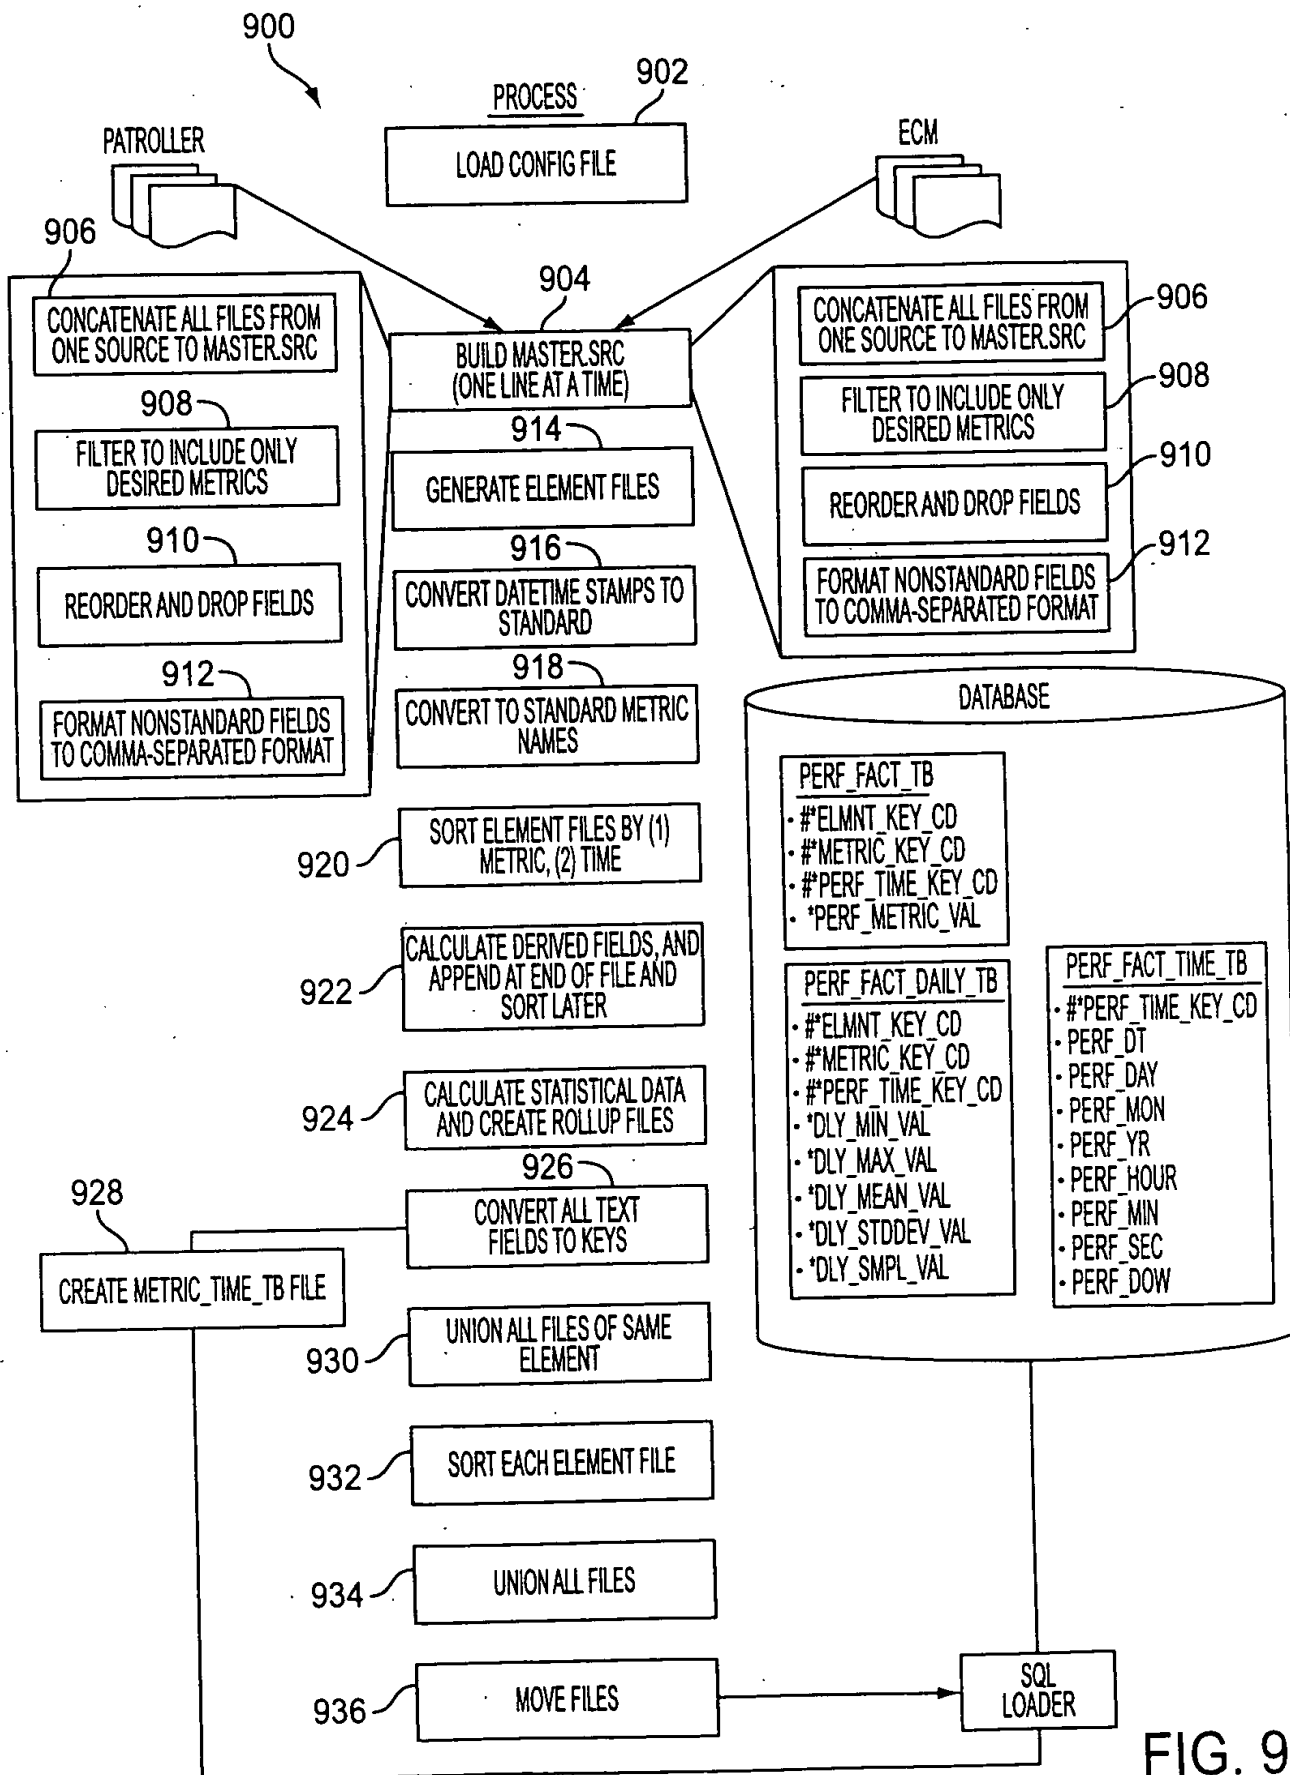 900
PROCESS
902
LOAD CONFIG FILE
PATROLLER
ECM
906
CONCATENATE ALL FILES FROM
ONE SOURCE TO MASTER.SRC
908
FILTER TO INCLUDE ONLY
DESIRED METRICS
910
REORDER AND DROP FIELDS
912
FORMAT NONSTANDARD FIELDS
TO COMMA-SEPARATED FORMAT
904
BUILD MASTER.SRC
(ONE LINE AT A TIME)
914
GENERATE ELEMENT FILES
916
CONVERT DATETIME STAMPS TO
STANDARD
918
CONVERT TO STANDARD METRIC
NAMES
920
SORT ELEMENT FILES BY (1)
METRIC, (2) TIME
922
CALCULATE DERIVED FIELDS, AND
APPEND AT END OF FILE AND
SORT LATER
924
CALCULATE STATISTICAL DATA
AND CREATE ROLLUP FILES
926
CONVERT ALL TEXT
FIELDS TO KEYS
928
CREATE METRIC_TIME_TB FILE
930
UNION ALL FILES OF SAME
ELEMENT
932
SORT EACH ELEMENT FILE
934
UNION ALL FILES
936
MOVE FILES
CONCATENATE ALL FILES FROM
ONE SOURCE TO MASTER.SRC
906
FILTER TO INCLUDE ONLY
DESIRED METRICS
908
REORDER AND DROP FIELDS
910
FORMAT NONSTANDARD FIELDS
TO COMMA-SEPARATED FORMAT
912
DATABASE
PERF_FACT_TB
· #*ELMNT_KEY_CD
· #*METRIC_KEY_CD
· #*PERF_TIME_KEY_CD
· *PERF_METRIC_VAL
PERF_FACT_DAILY_TB
· #*ELMNT_KEY_CD
· #*METRIC_KEY_CD
· #*PERF_TIME_KEY_CD
· *DLY_MIN_VAL
· *DLY_MAX_VAL
· *DLY_MEAN_VAL
· *DLY_STDDEV_VAL
· *DLY_SMPL_VAL
PERF_FACT_TIME_TB
· #*PERF_TIME_KEY_CD
· PERF_DT
· PERF_DAY
· PERF_MON
· PERF_YR
· PERF_HOUR
· PERF_MIN
· PERF_SEC
· PERF_DOW
SQL
LOADER
FIG. 9